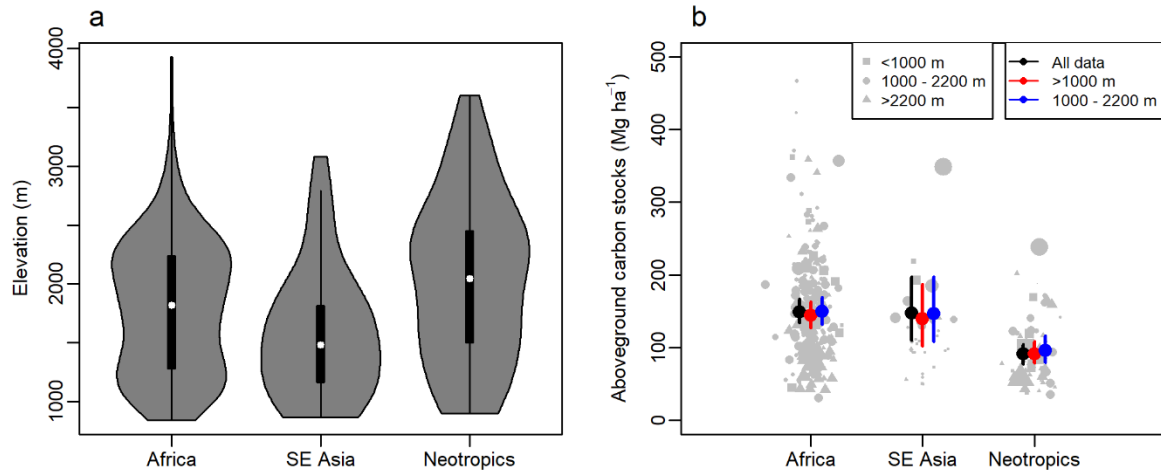 a
Elevation (m)
4000
3000
2000
1000
Africa
SE Asia
Neotropics
b
Aboveground carbon stocks (Mg ha⁻¹)
500
400
300
200
100
0
<1000 m
1000 - 2200 m
>2200 m
All data
>1000 m
1000 - 2200 m
Africa
SE Asia
Neotropics